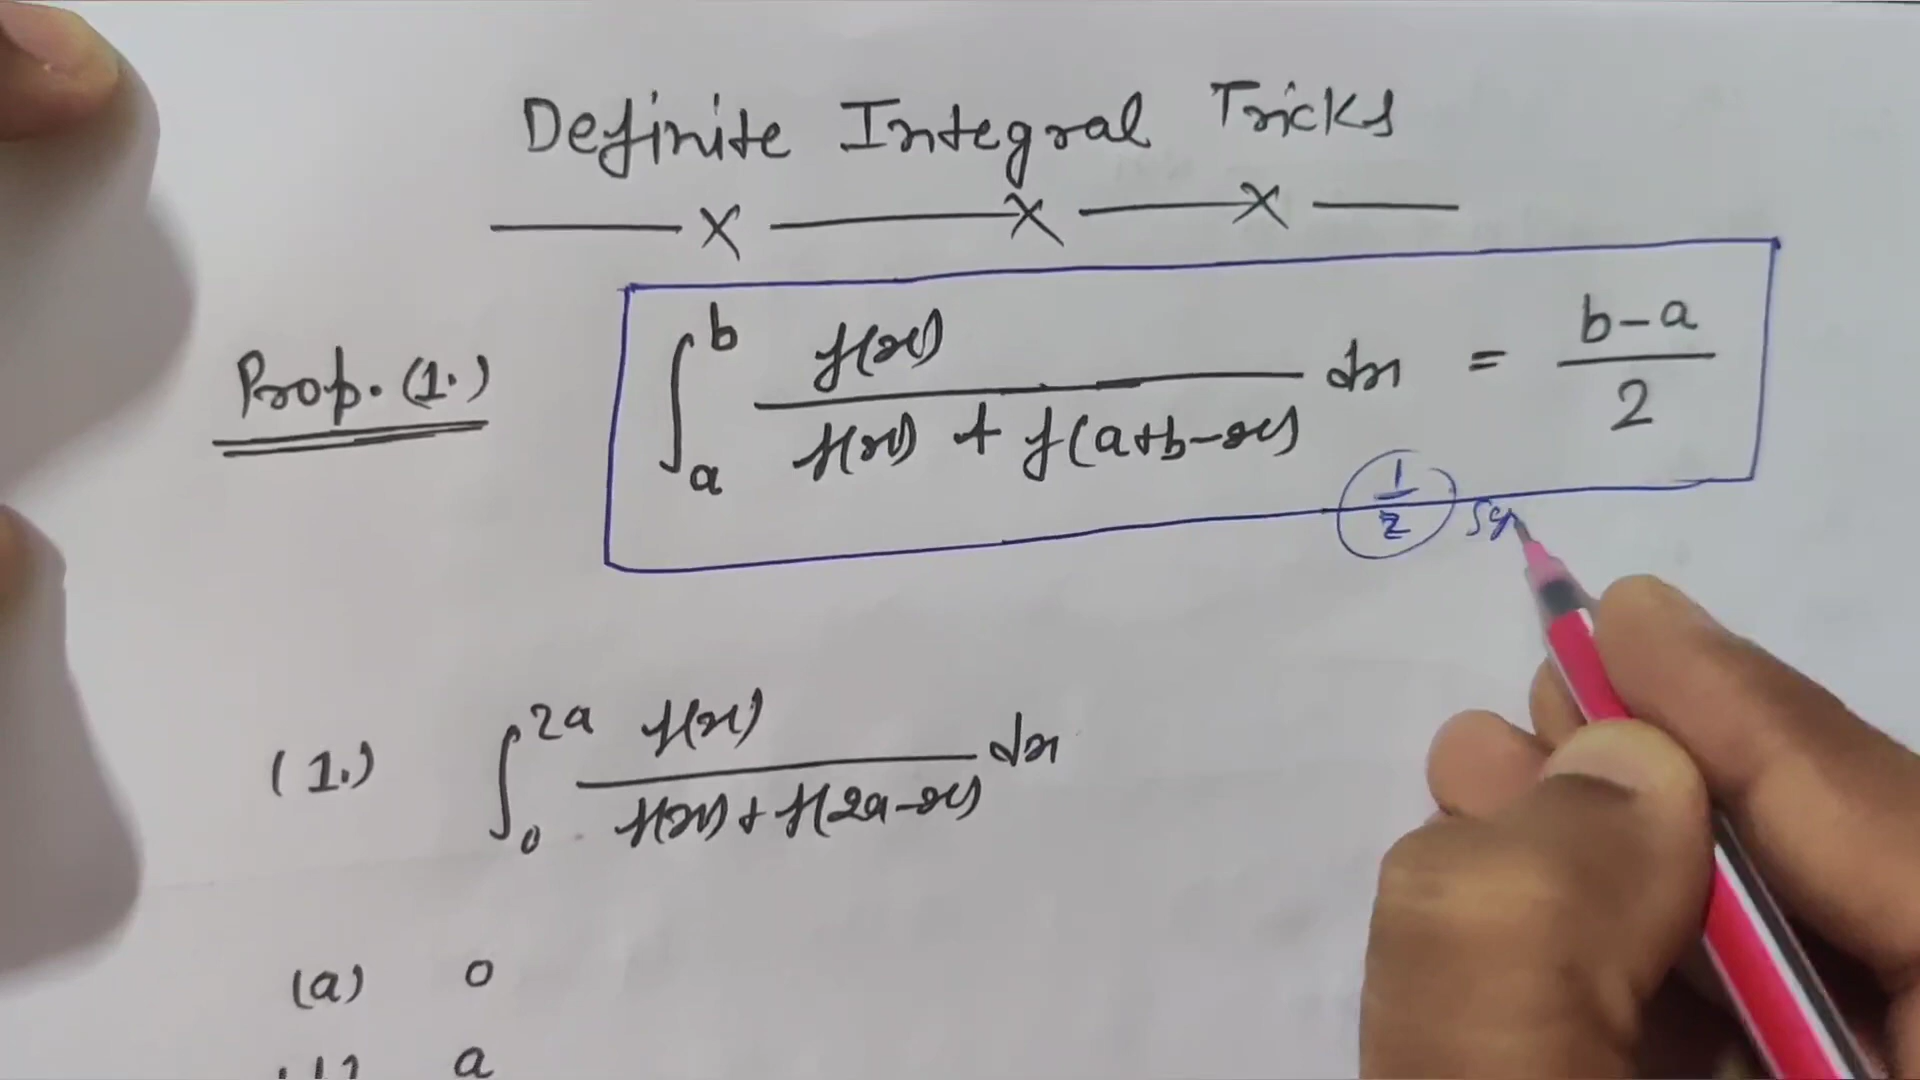 Definite Integral Tricks
—— X —— X —— X ——
Prop. (1.) ∫_a^b f(x) / (f(x) + f(a+b-x)) dx = (b-a)/2
1/2
(1.) ∫_0^2a f(x) / (f(x) + f(2a-x)) dx
(a) 0
a